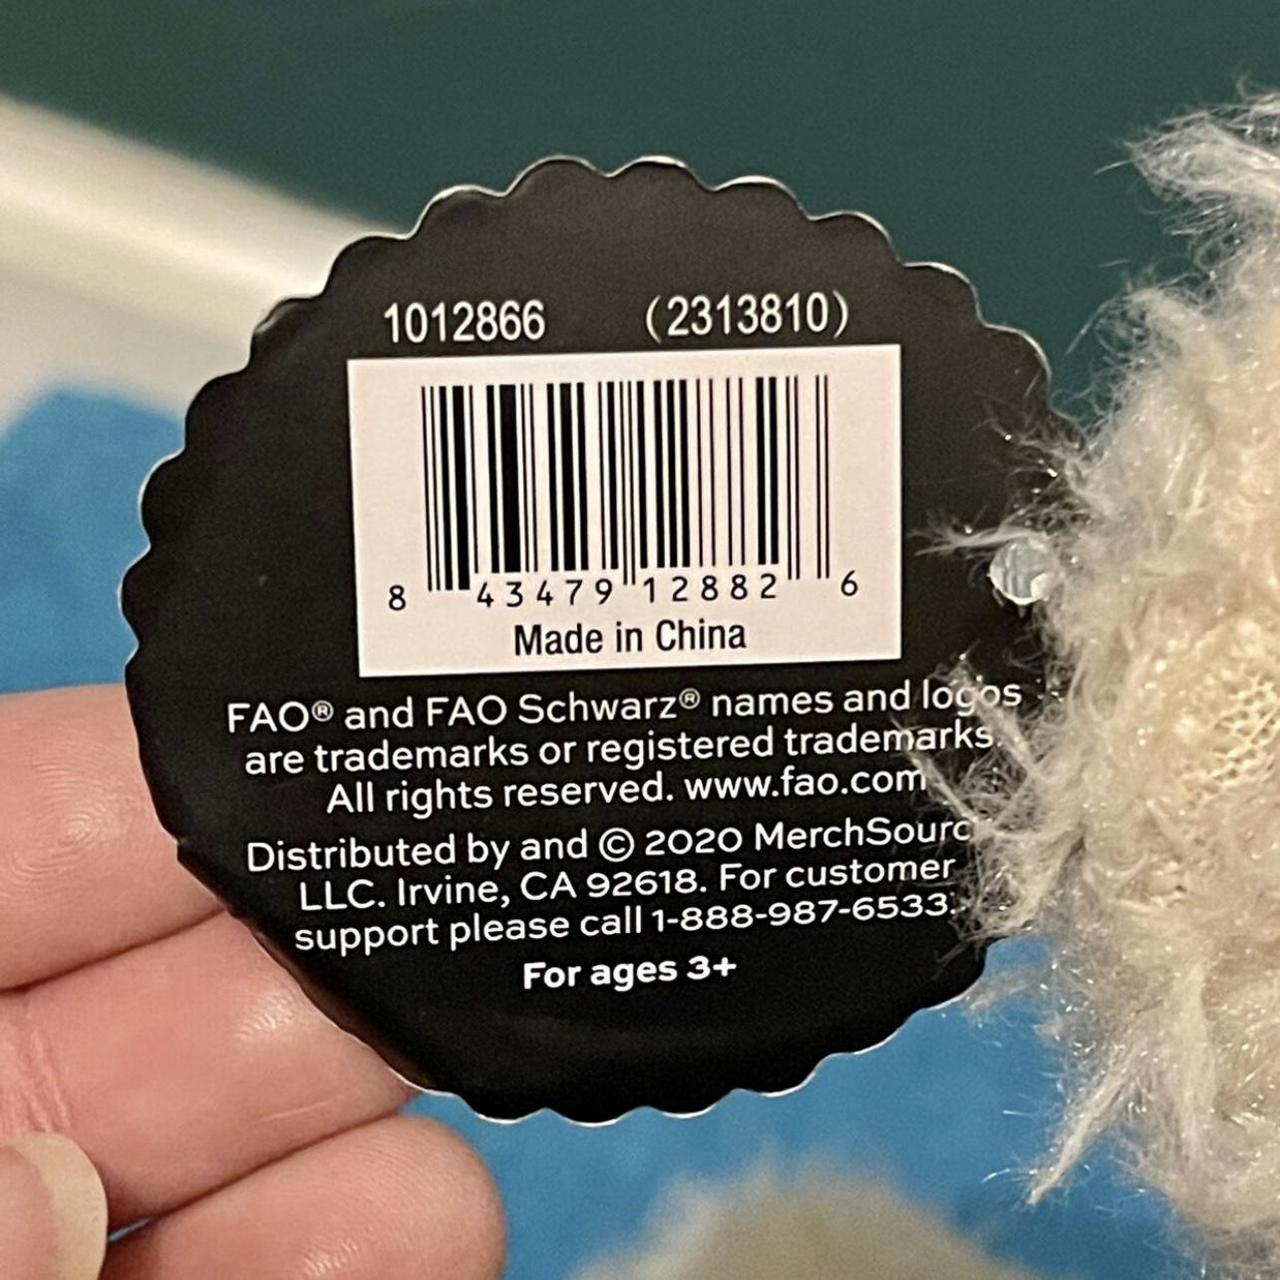 1012866 (2313810)
8 43479 12882 6
Made in China
FAO® and FAO Schwarz® names and logos
are trademarks or registered trademarks.
All rights reserved. www.fao.com
Distributed by and © 2020 MerchSourc
LLC. Irvine, CA 92618. For customer
support please call 1-888-987-6533.
For ages 3+